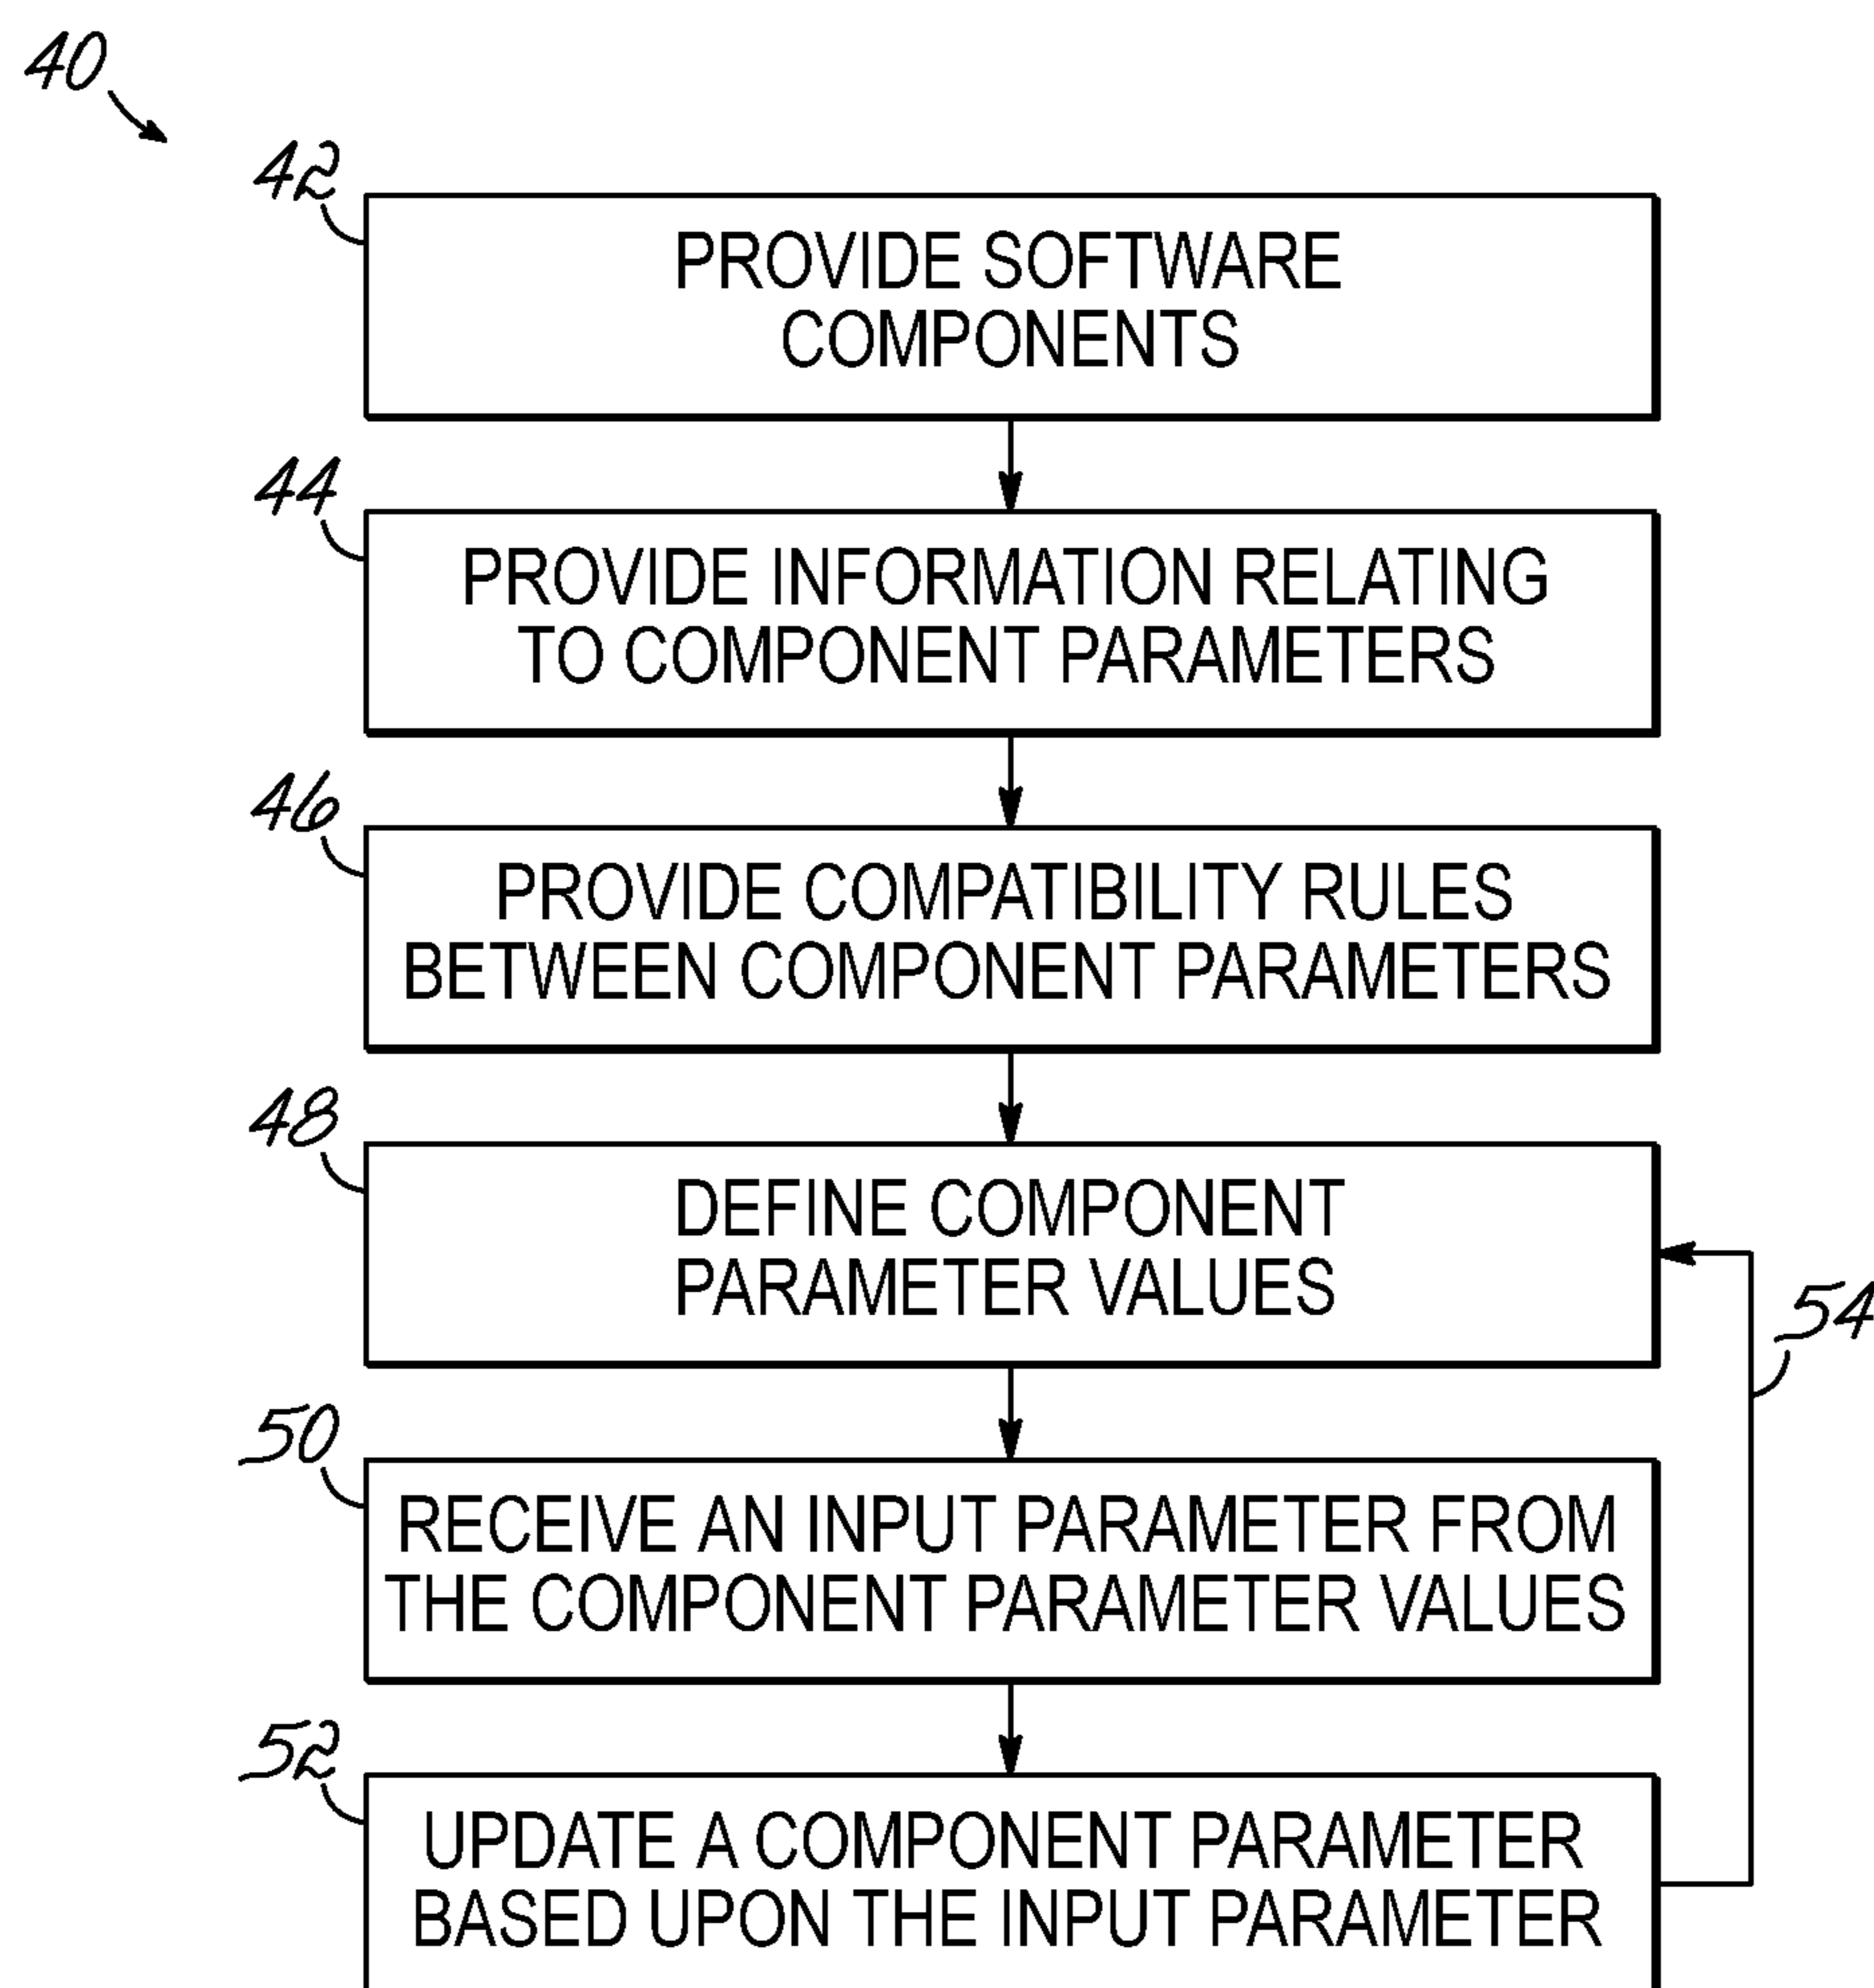 40
42
PROVIDE SOFTWARE
COMPONENTS
44
PROVIDE INFORMATION RELATING
TO COMPONENT PARAMETERS
46
PROVIDE COMPATIBILITY RULES
BETWEEN COMPONENT PARAMETERS
48
DEFINE COMPONENT
PARAMETER VALUES
54
50
RECEIVE AN INPUT PARAMETER FROM
THE COMPONENT PARAMETER VALUES
52
UPDATE A COMPONENT PARAMETER
BASED UPON THE INPUT PARAMETER